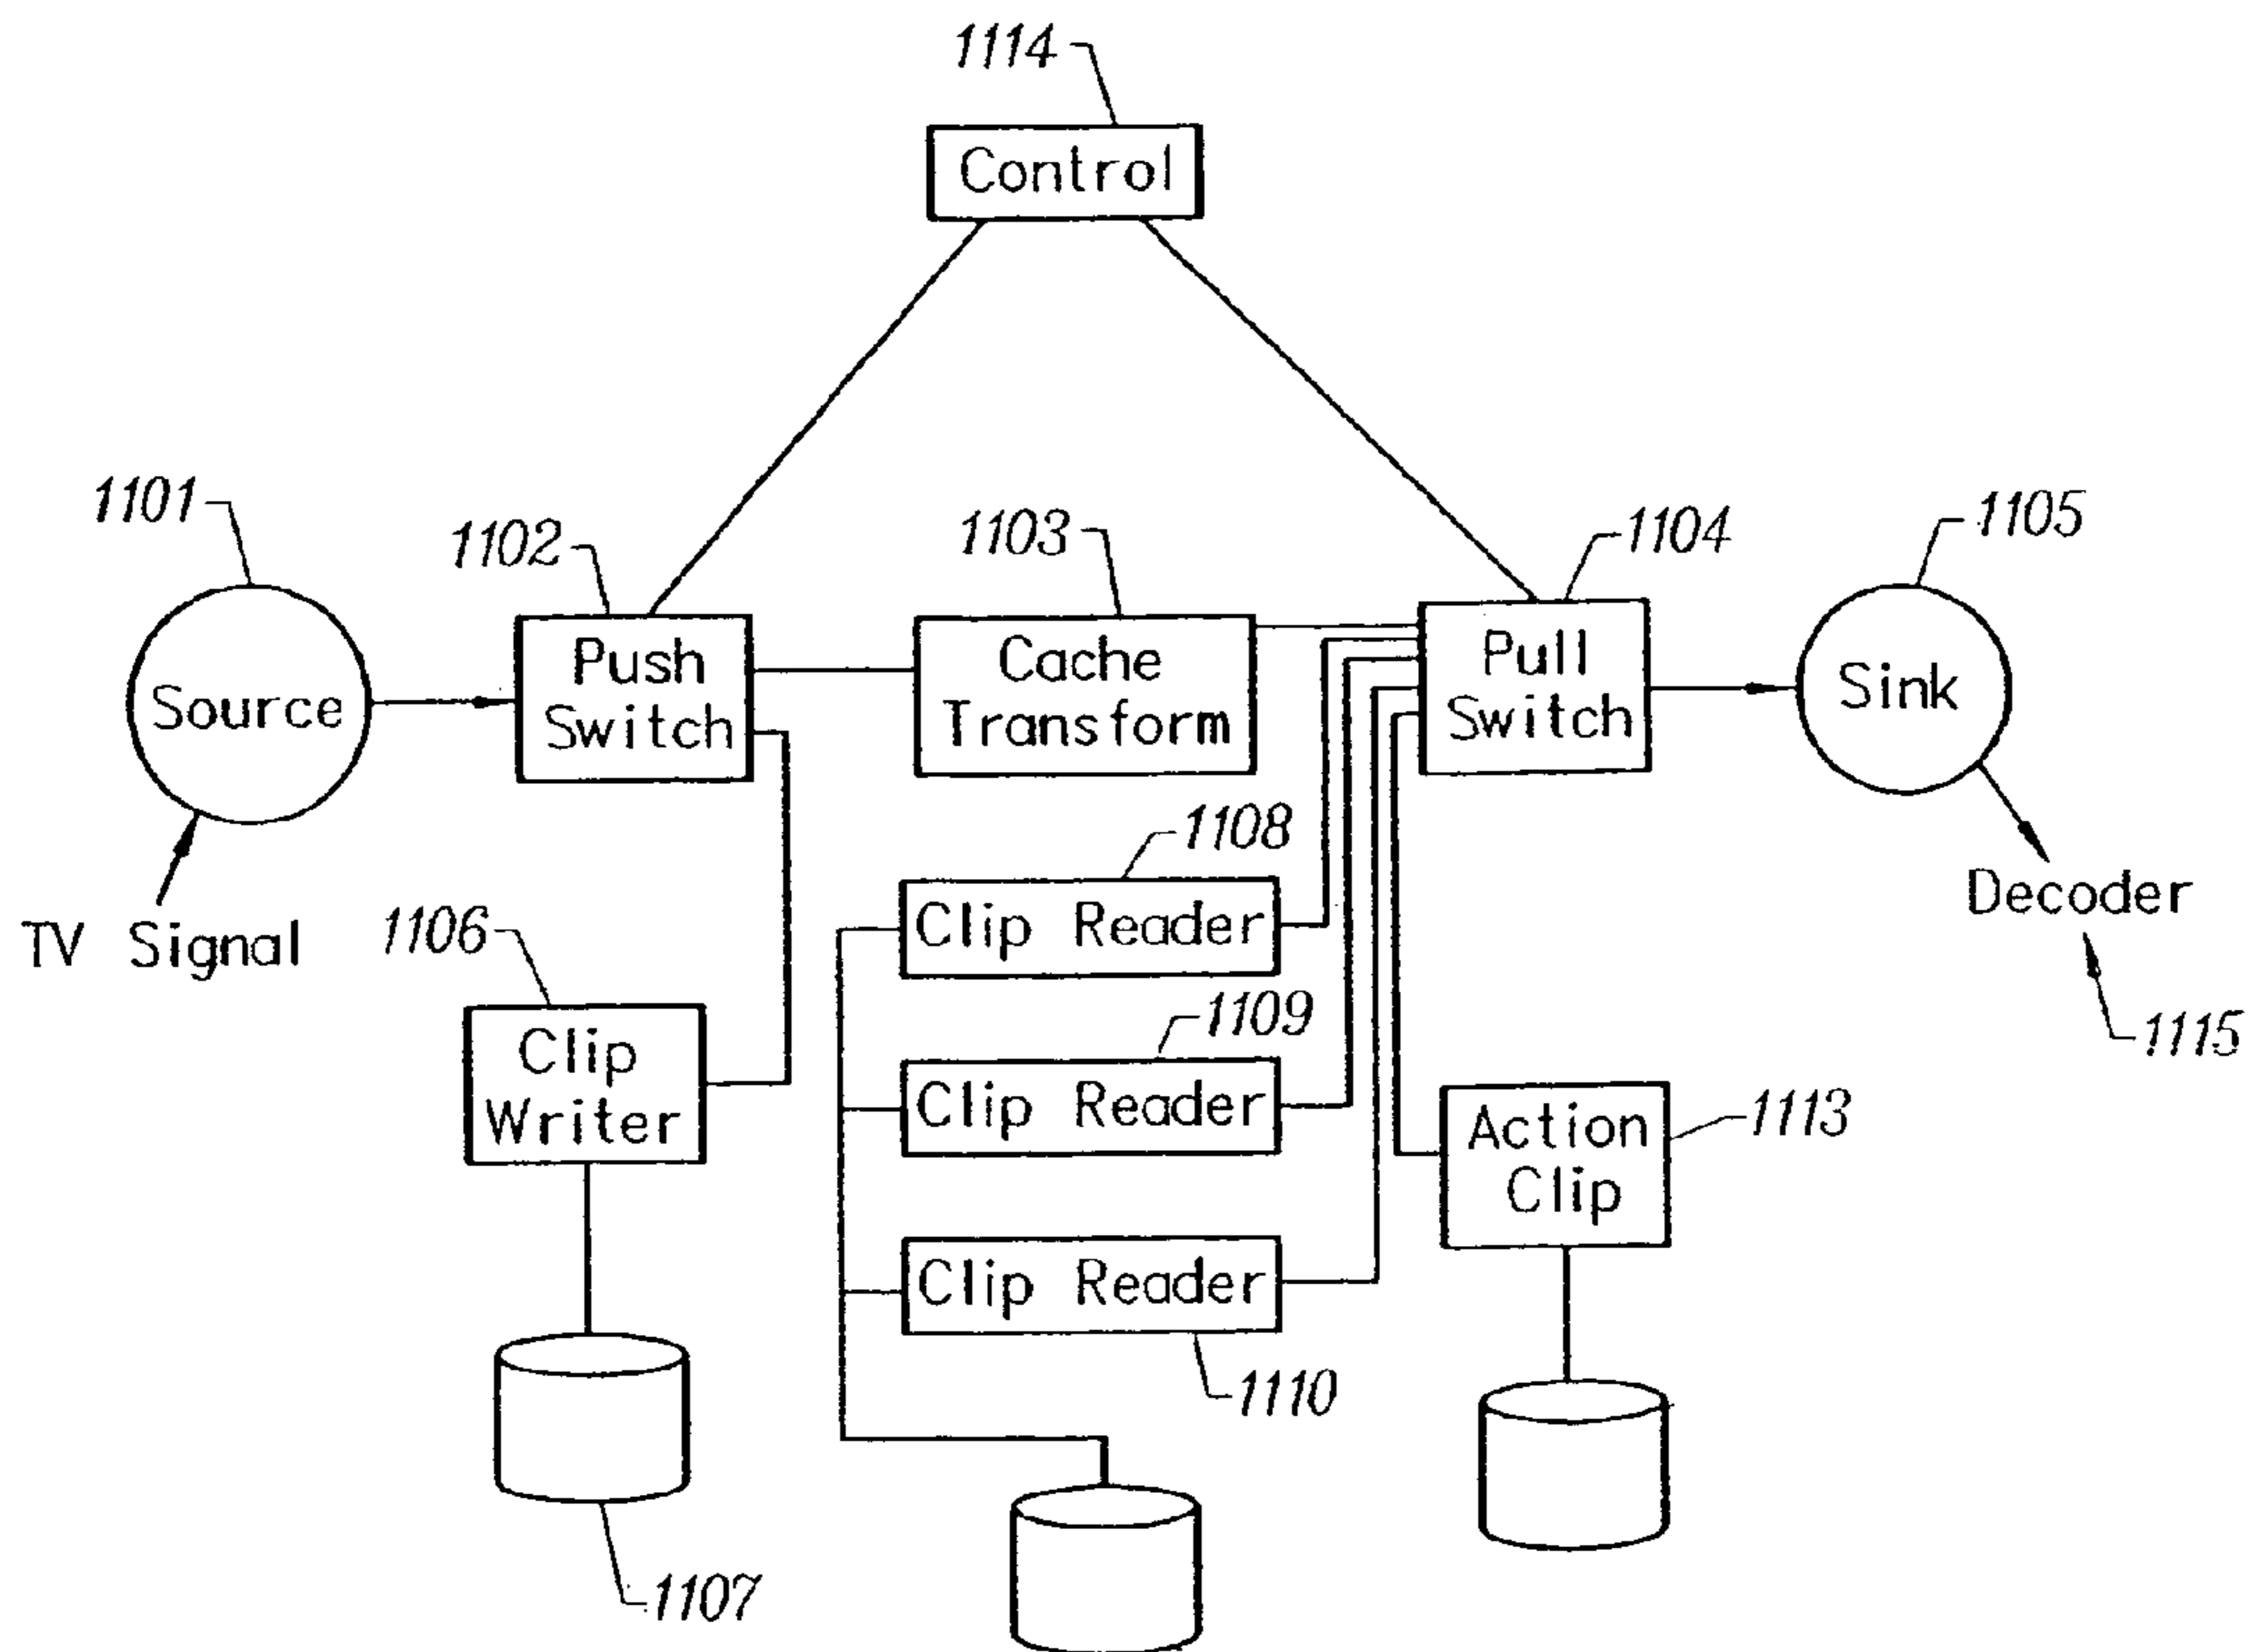 1114
Control
1101
1102
1103
1104
1105
Source
Push
Switch
Cache
Transform
Pull
Switch
Sink
TV Signal
Decoder
1115
1106
Clip
Writer
1107
1108
Clip Reader
1109
Clip Reader
Clip Reader
1110
Action
Clip
1113